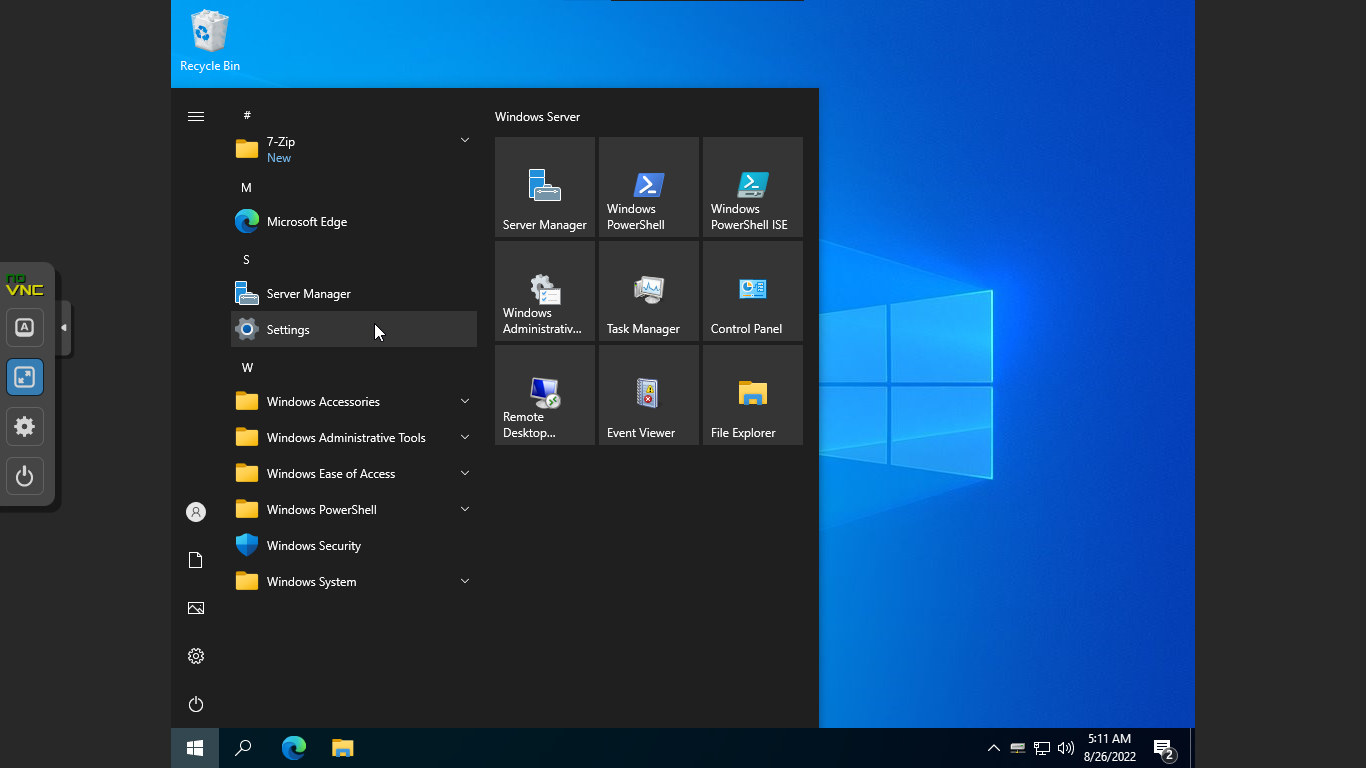 Recycle Bin
#
7-Zip
New
M
Microsoft Edge
S
Server Manager
Settings
W
Windows Accessories
Windows Administrative Tools
Windows Ease of Access
Windows PowerShell
Windows Security
Windows System
Windows Server
Server Manager
Windows
PowerShell
Windows
PowerShell ISE
Windows
Administrativ...
Task Manager
Control Panel
Remote
Desktop...
Event Viewer
File Explorer
no
VNC
A
5:11 AM
8/26/2022
2